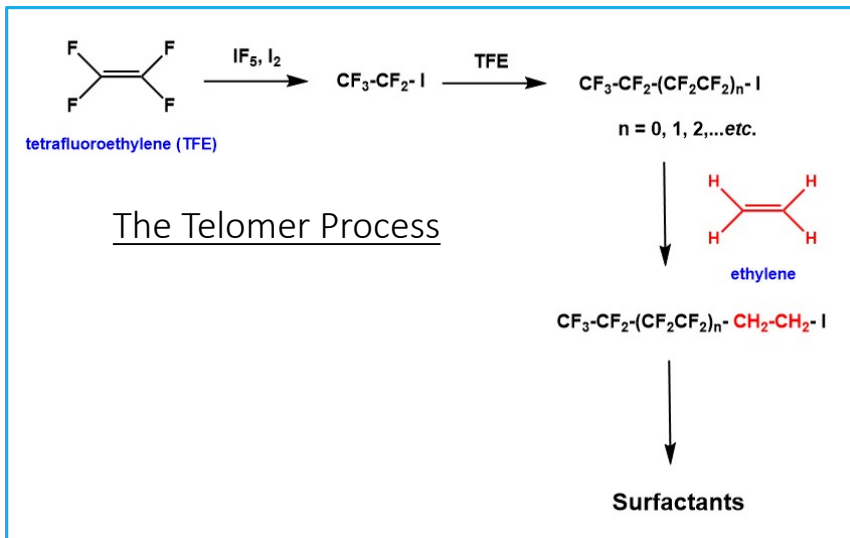 F F
IF₅, I₂
CF₃-CF₂-I
TFE
CF₃-CF₂-(CF₂CF₂)ₙ-I
F F
tetrafluoroethylene (TFE)
n = 0, 1, 2,...etc.
The Telomer Process
H H
H H
ethylene
CF₃-CF₂-(CF₂CF₂)ₙ-CH₂-CH₂-I
Surfactants